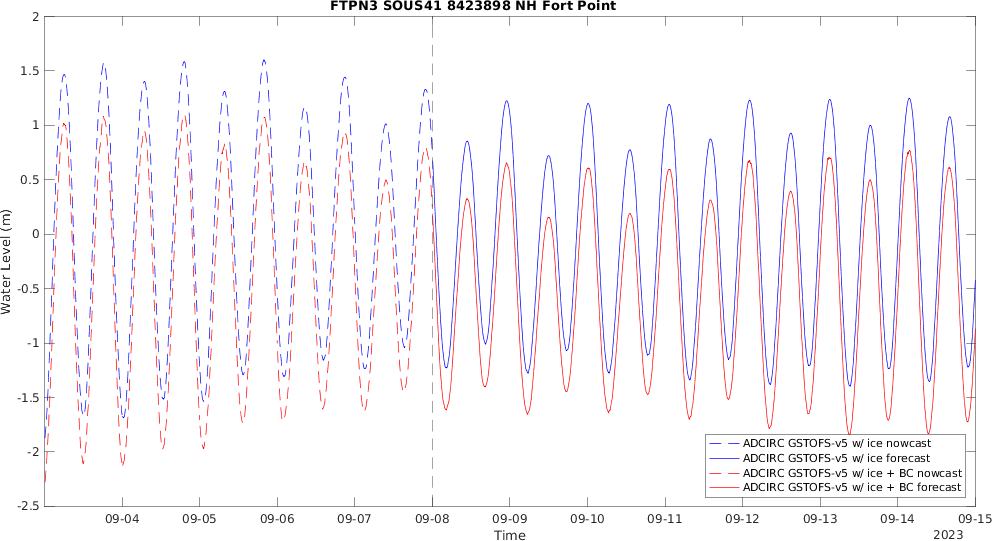 FTPN3 SOUS41 8423898 NH Fort Point
2
1.5
1
0.5
0
-0.5
-1
-1.5
-2
-2.5
Water Level (m)
09-04 09-05 09-06 09-07 09-08 09-09 09-10 09-11 09-12 09-13 09-14 09-15
Time
2023
ADCIRC GSTOFS-v5 w/ ice nowcast
ADCIRC GSTOFS-v5 w/ ice forecast
ADCIRC GSTOFS-v5 w/ ice + BC nowcast
ADCIRC GSTOFS-v5 w/ ice + BC forecast